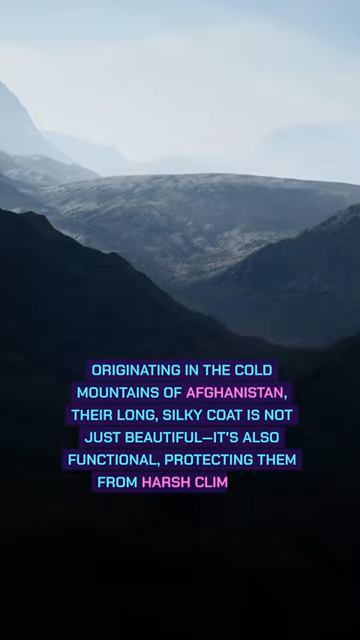 ORIGINATING IN THE COLD
MOUNTAINS OF AFGHANISTAN,
THEIR LONG, SILKY COAT IS NOT
JUST BEAUTIFUL—IT'S ALSO
FUNCTIONAL, PROTECTING THEM
FROM HARSH CLIM